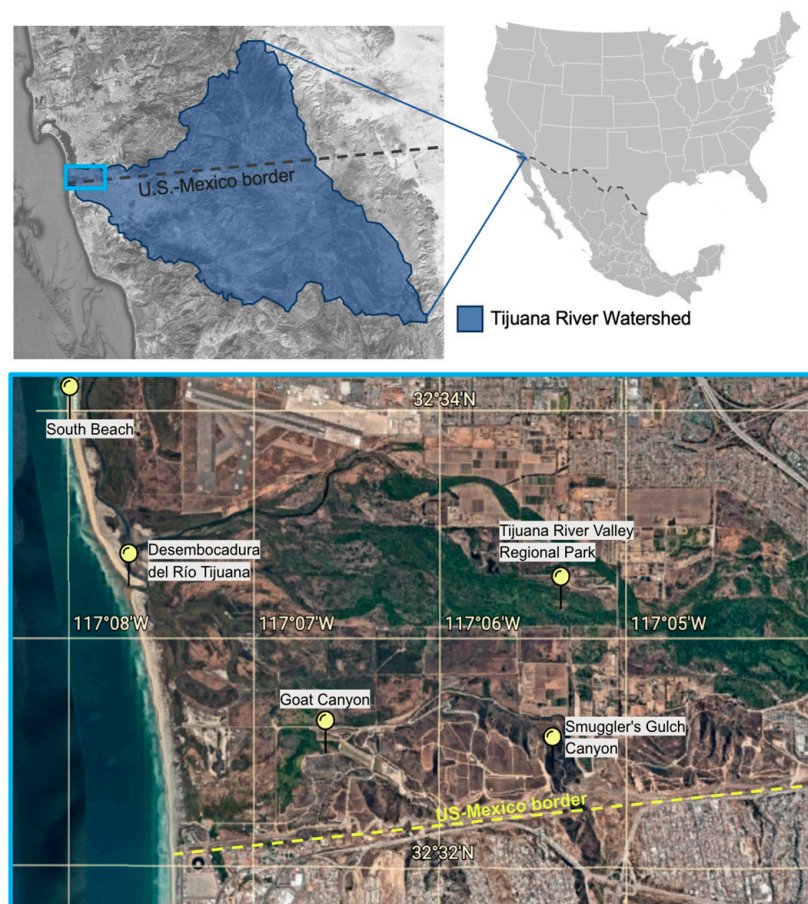 U.S.-Mexico border
Tijuana River Watershed
32°34'N
South Beach
Tijuana River Valley
Regional Park
Desembocadura
del Río Tijuana
117°08'W
117°07'W
117°06'W
117°05'W
Goat Canyon
Smuggler's Gulch
Canyon
US-Mexico border
32°32'N